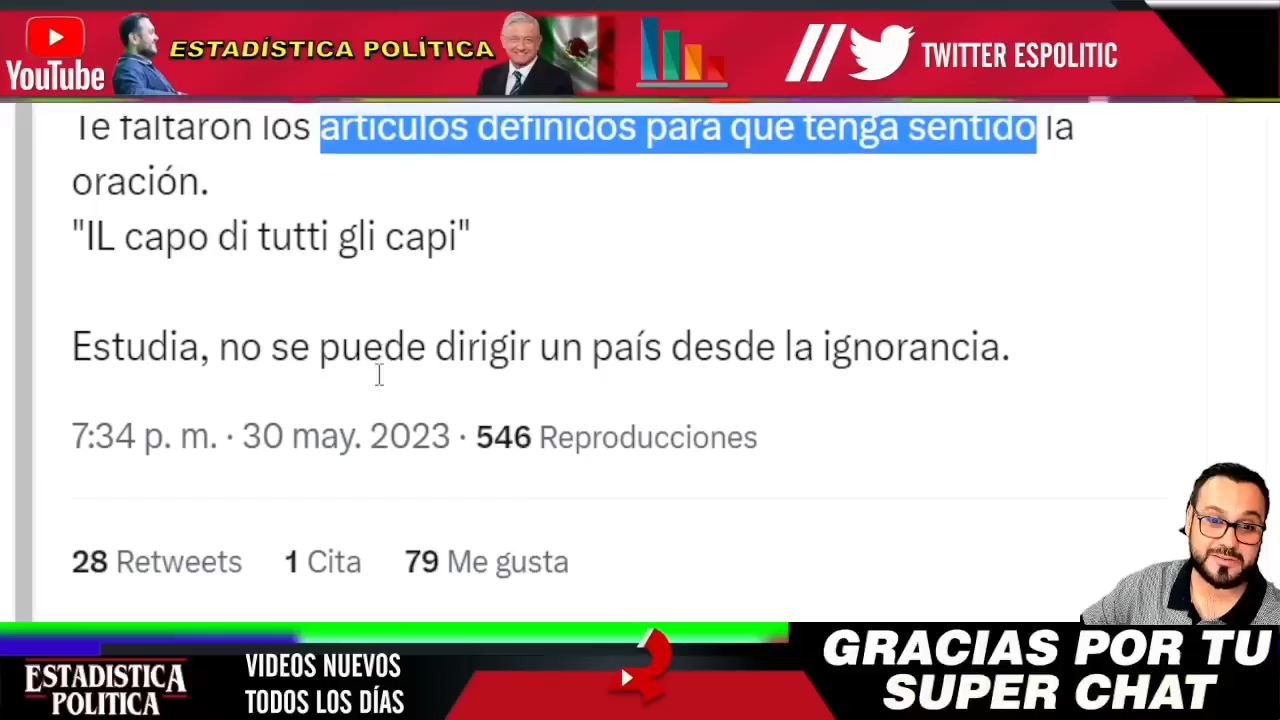 YouTube
ESTADÍSTICA POLÍTICA
TWITTER ESPOLITIC
Te faltaron los artículos definidos para que tenga sentido la
oración.
"IL capo di tutti gli capi"
Estudia, no se puede dirigir un país desde la ignorancia.
7:34 p. m. · 30 may. 2023 · 546 Reproducciones
28 Retweets 1 Cita 79 Me gusta
ESTADISTICA
POLÍTICA
VIDEOS NUEVOS
TODOS LOS DÍAS
GRACIAS POR TU
SUPER CHAT